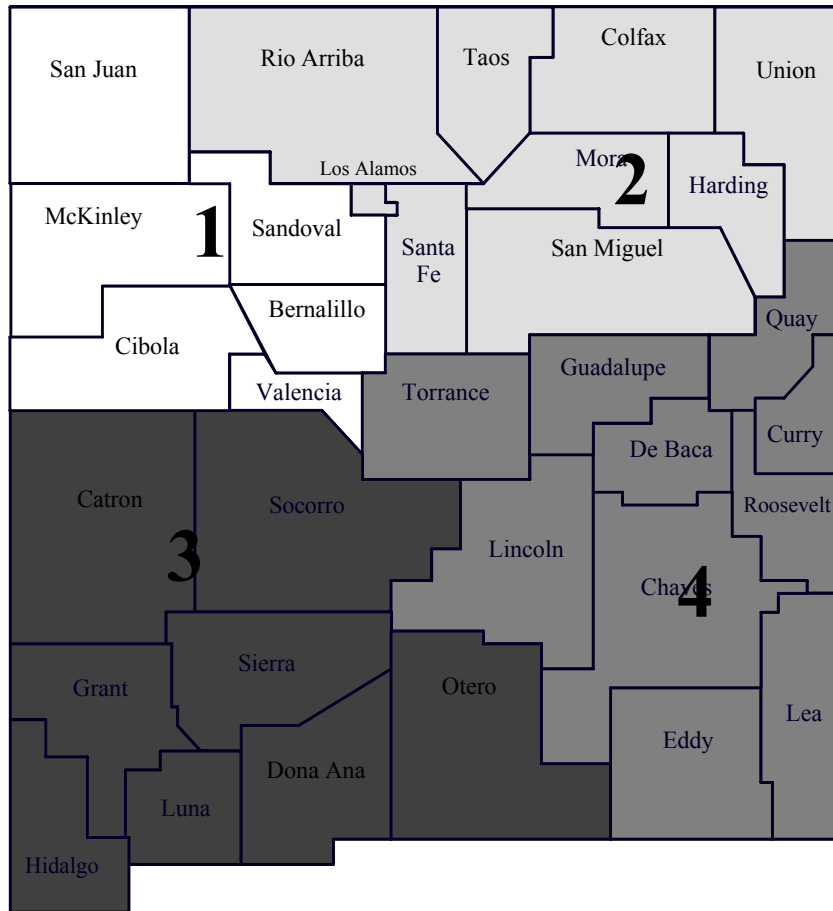 Colfax
Rio Arriba
Taos
San Juan
Union
Mora
Los Alamos
2
Harding
McKinley
Sandoval
1
Santa
Fe
San Miguel
Bernalillo
Quay
Cibola
Guadalupe
Valencia
Torrance
Curry
De Baca
Catron
Socorro
Roosevelt
Lincoln
3
Chaves
4
Sierra
Otero
Grant
Lea
Eddy
Dona Ana
Luna
Hidalgo